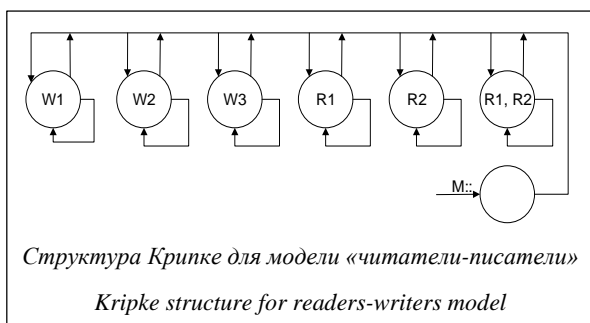 W1 W2 W3 R1 R2 R1, R2
M::
Структура Крипке для модели «читатели-писатели»
Kripke structure for readers-writers model